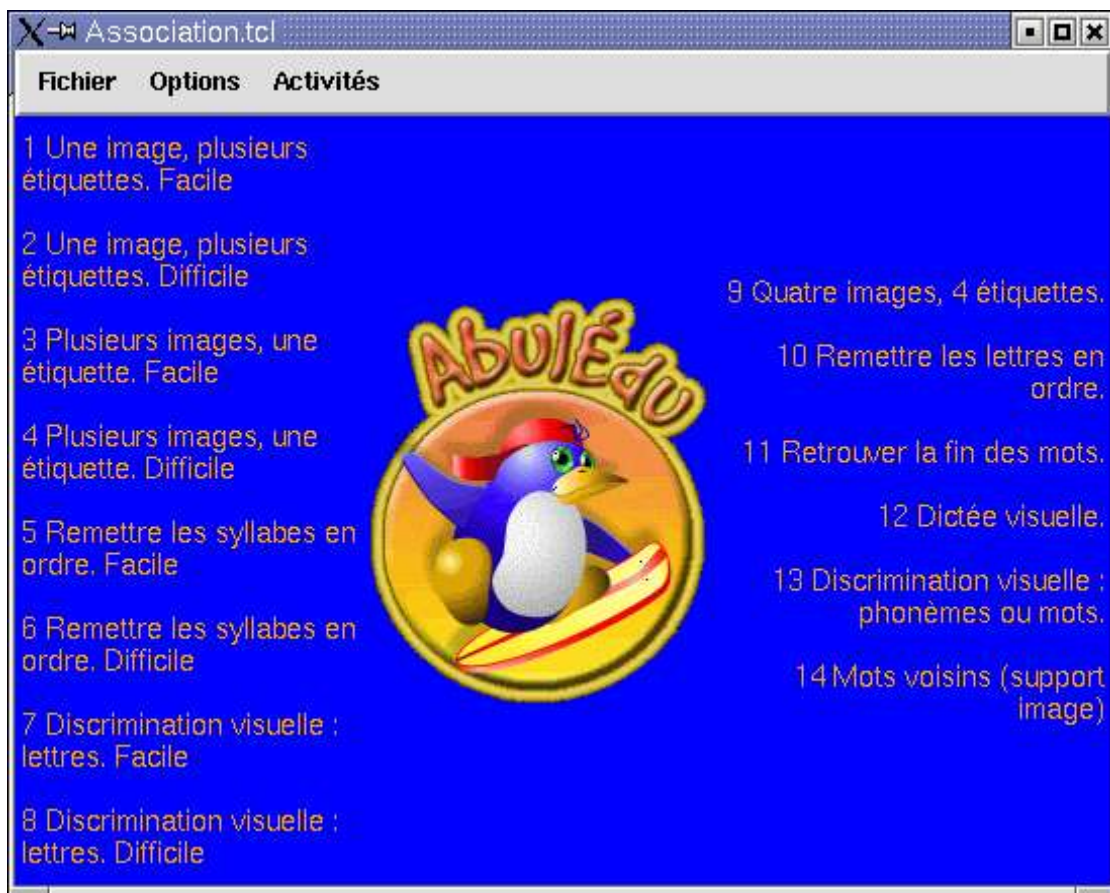 Association.tcl
Fichier Options Activités
1 Une image, plusieurs
étiquettes. Facile
2 Une image, plusieurs
étiquettes. Difficile
3 Plusieurs images, une
étiquette. Facile
4 Plusieurs images, une
étiquette. Difficile
5 Remettre les syllabes en
ordre. Facile
6 Remettre les syllabes en
ordre. Difficile
7 Discrimination visuelle :
lettres. Facile
8 Discrimination visuelle :
lettres. Difficile
AbulÉdu
9 Quatre images, 4 étiquettes.
10 Remettre les lettres en
ordre.
11 Retrouver la fin des mots.
12 Dictée visuelle.
13 Discrimination visuelle :
phonèmes ou mots.
14 Mots voisins (support
image)